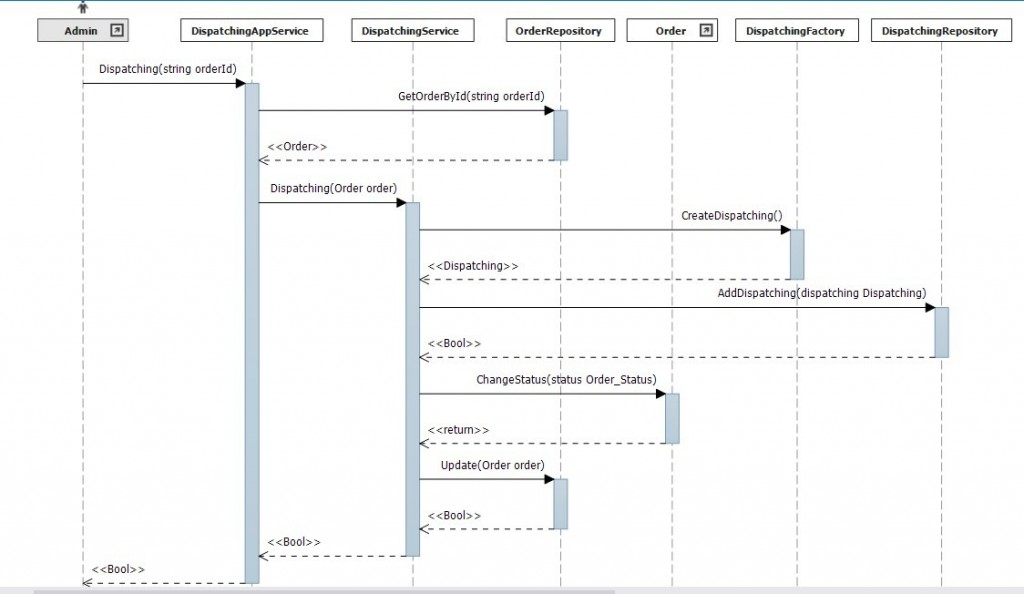 Admin
DispatchingAppService
DispatchingService
OrderRepository
Order
DispatchingFactory
DispatchingRepository
Dispatching(string orderId)
GetOrderById(string orderId)
<<Order>>
Dispatching(Order order)
CreateDispatching()
<<Dispatching>>
AddDispatching(dispatching Dispatching)
<<Bool>>
ChangeStatus(status Order_Status)
<<return>>
Update(Order order)
<<Bool>>
<<Bool>>
<<Bool>>